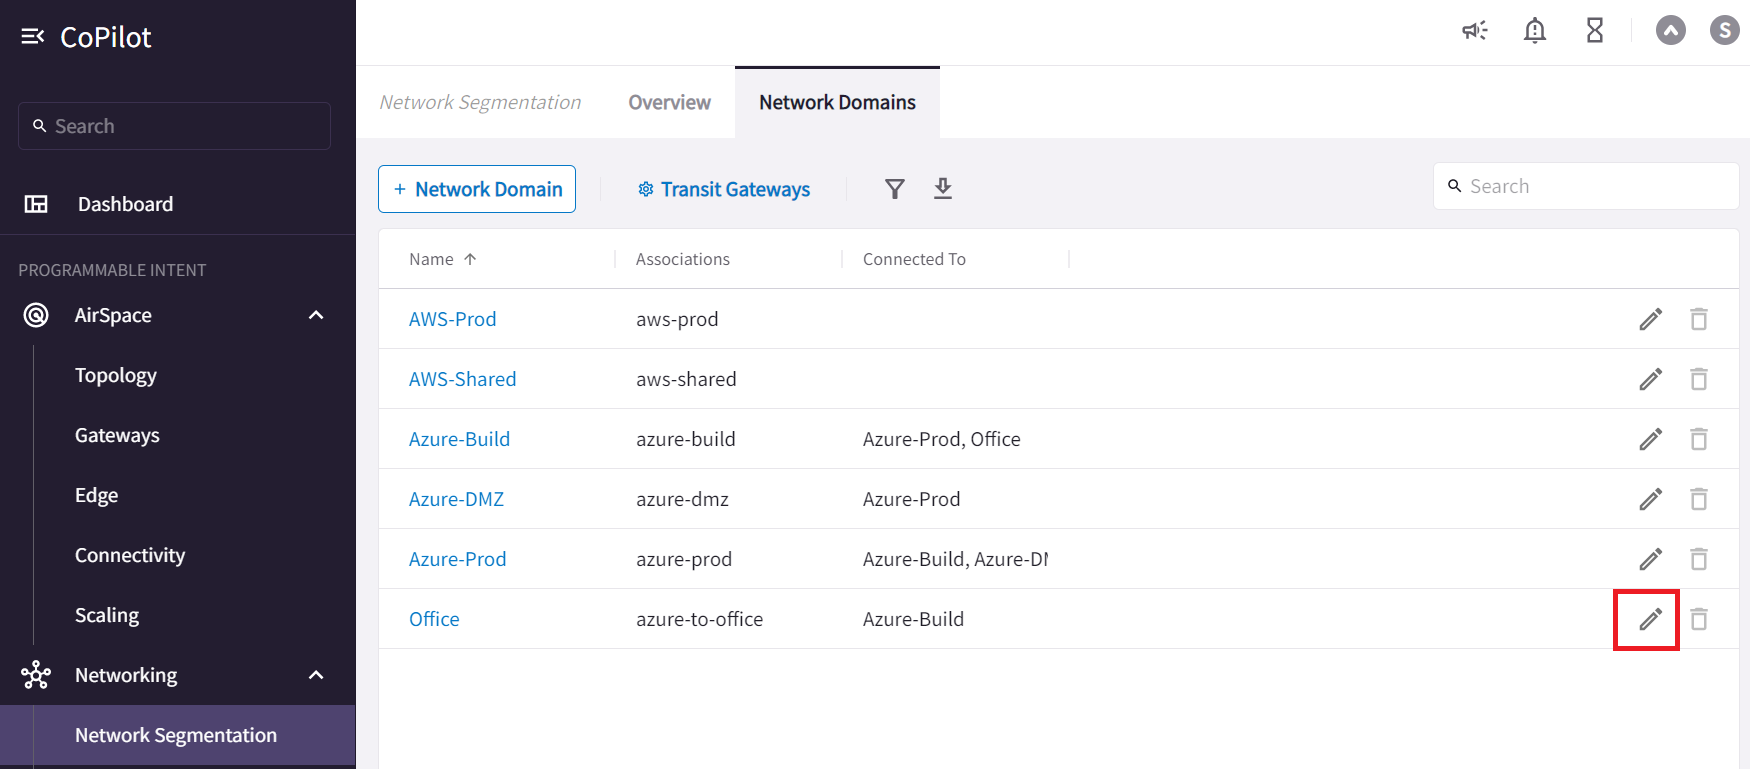 CoPilot
Search
Dashboard
PROGRAMMABLE INTENT
AirSpace
Topology
Gateways
Edge
Connectivity
Scaling
Networking
Network Segmentation
S
Network Segmentation Overview Network Domains
+ Network Domain Transit Gateways Search
Name Associations Connected To
AWS-Prod aws-prod
AWS-Shared aws-shared
Azure-Build azure-build Azure-Prod, Office
Azure-DMZ azure-dmz Azure-Prod
Azure-Prod azure-prod Azure-Build, Azure-DM
Office azure-to-office Azure-Build